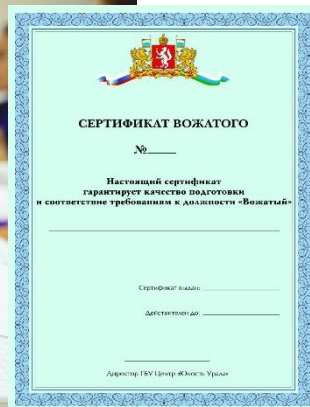 СЕРТИФИКАТ ВОЖАТОГО
№_____
Настоящий сертификат
гарантирует качество подготовки
и соответствие требованиям к должности «Вожатый»
Сертификат выдан:
Действителен до:
Директор ГБУ Центр «Юность Урала»